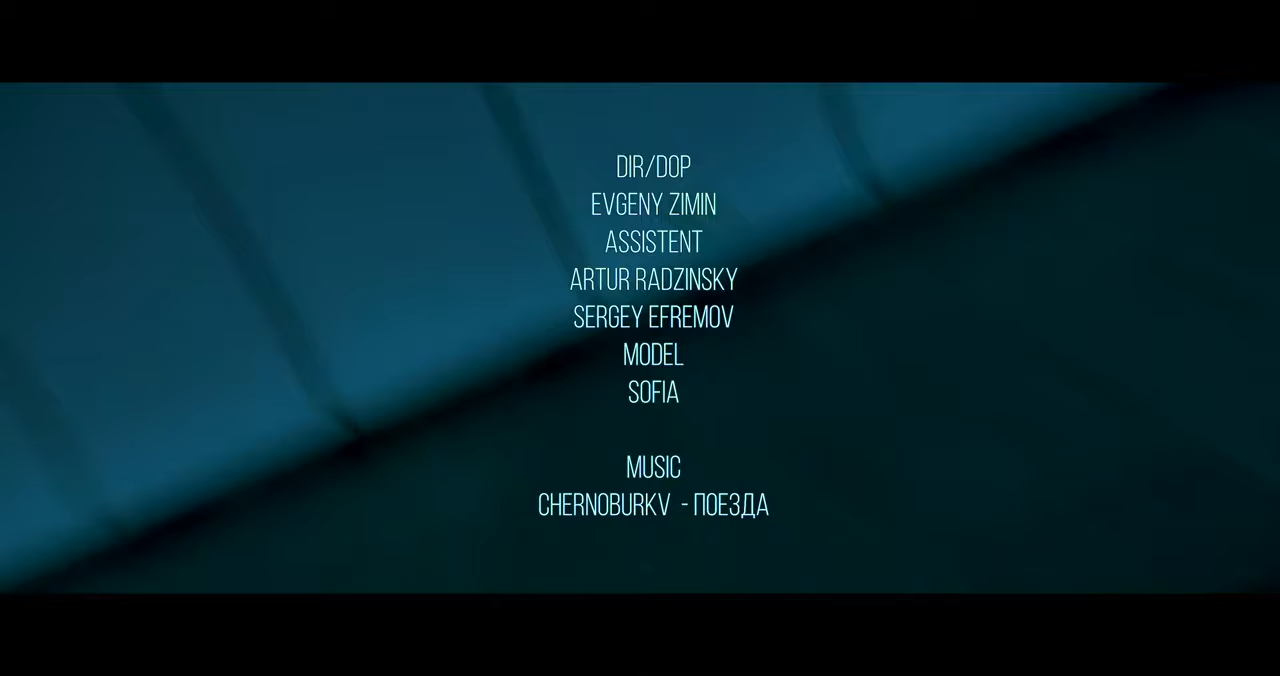 DIR/DOP
EVGENY ZIMIN
ASSISTENT
ARTUR RADZINSKY
SERGEY EFREMOV
MODEL
SOFIA
MUSIC
CHERNOBURKV - ПОЕЗДА